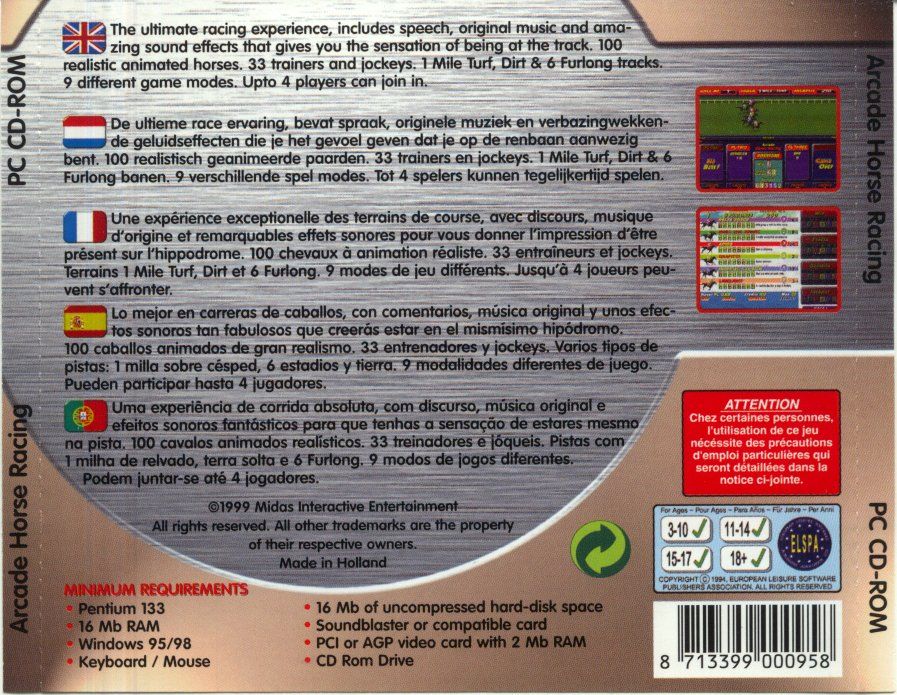 The ultimate racing experience, includes speech, original music and ama-
zing sound effects that gives you the sensation of being at the track. 100
realistic animated horses. 33 trainers and jockeys. 1 Mile Turf, Dirt & 6 Furlong tracks.
9 different game modes. Upto 4 players can join in.
De ultieme race ervaring, bevat spraak, originele muziek en verbazingwekken-
de geluidseffecten die je het gevoel geven dat je op de renbaan aanwezig
bent. 100 realistisch geanimeerde paarden. 33 trainers en jockeys. 1 Mile Turf, Dirt & 6
Furlong banen. 9 verschillende spel modes. Tot 4 spelers kunnen tegelijkertijd spelen.
Une expérience exceptionelle des terrains de course, avec discours, musique
d'origine et remarquables effets sonores pour vous donner l'impression d'être
présent sur l'hippodrome. 100 chevaux à animation réaliste. 33 entraîneurs et jockeys.
Terrains 1 Mile Turf, Dirt et 6 Furlong. 9 modes de jeu différents. Jusqu'à 4 joueurs peu-
vent s'affronter.
Lo mejor en carreras de caballos, con comentarios, música original y unos efec-
tos sonoros tan fabulosos que creerás estar en el mismísimo hipódromo.
100 caballos animados de gran realismo. 33 entrenadores y jockeys. Varios tipos de
pistas: 1 milla sobre césped, 6 estadios y tierra. 9 modalidades diferentes de juego.
Pueden participar hasta 4 jugadores.
Uma experiência de corrida absoluta, com discurso, música original e
efeitos sonoros fantásticos para que tenhas a sensação de estares mesmo
na pista. 100 cavalos animados realísticos. 33 treinadores e jóqueis. Pistas com
1 milha de relvado, terra solta e 6 Furlong. 9 modos de jogos diferentes.
Podem juntar-se até 4 jogadores.
©1999 Midas Interactive Entertainment
All rights reserved. All other trademarks are the property
of their respective owners.
Made in Holland
MINIMUM REQUIREMENTS
• Pentium 133
• 16 Mb RAM
• Windows 95/98
• Keyboard / Mouse
• 16 Mb of uncompressed hard-disk space
• Soundblaster or compatible card
• PCI or AGP video card with 2 Mb RAM
• CD Rom Drive
ATTENTION
Chez certaines personnes,
l'utilisation de ce jeu
nécéssite des précautions
d'emploi particulières qui
seront détaillées dans la
notice ci-jointe.
For Ages - Pour Ages - Para Años - Für Jahre - Per Anni
3-10 11-14
15-17 18+
ELSPA
COPYRIGHT © 1994, EUROPEAN LEISURE SOFTWARE
PUBLISHERS ASSOCIATION. ALL RIGHTS RESERVED
8 713399 000958
PC CD-ROM
Arcade Horse Racing
Arcade Horse Racing
PC CD-ROM